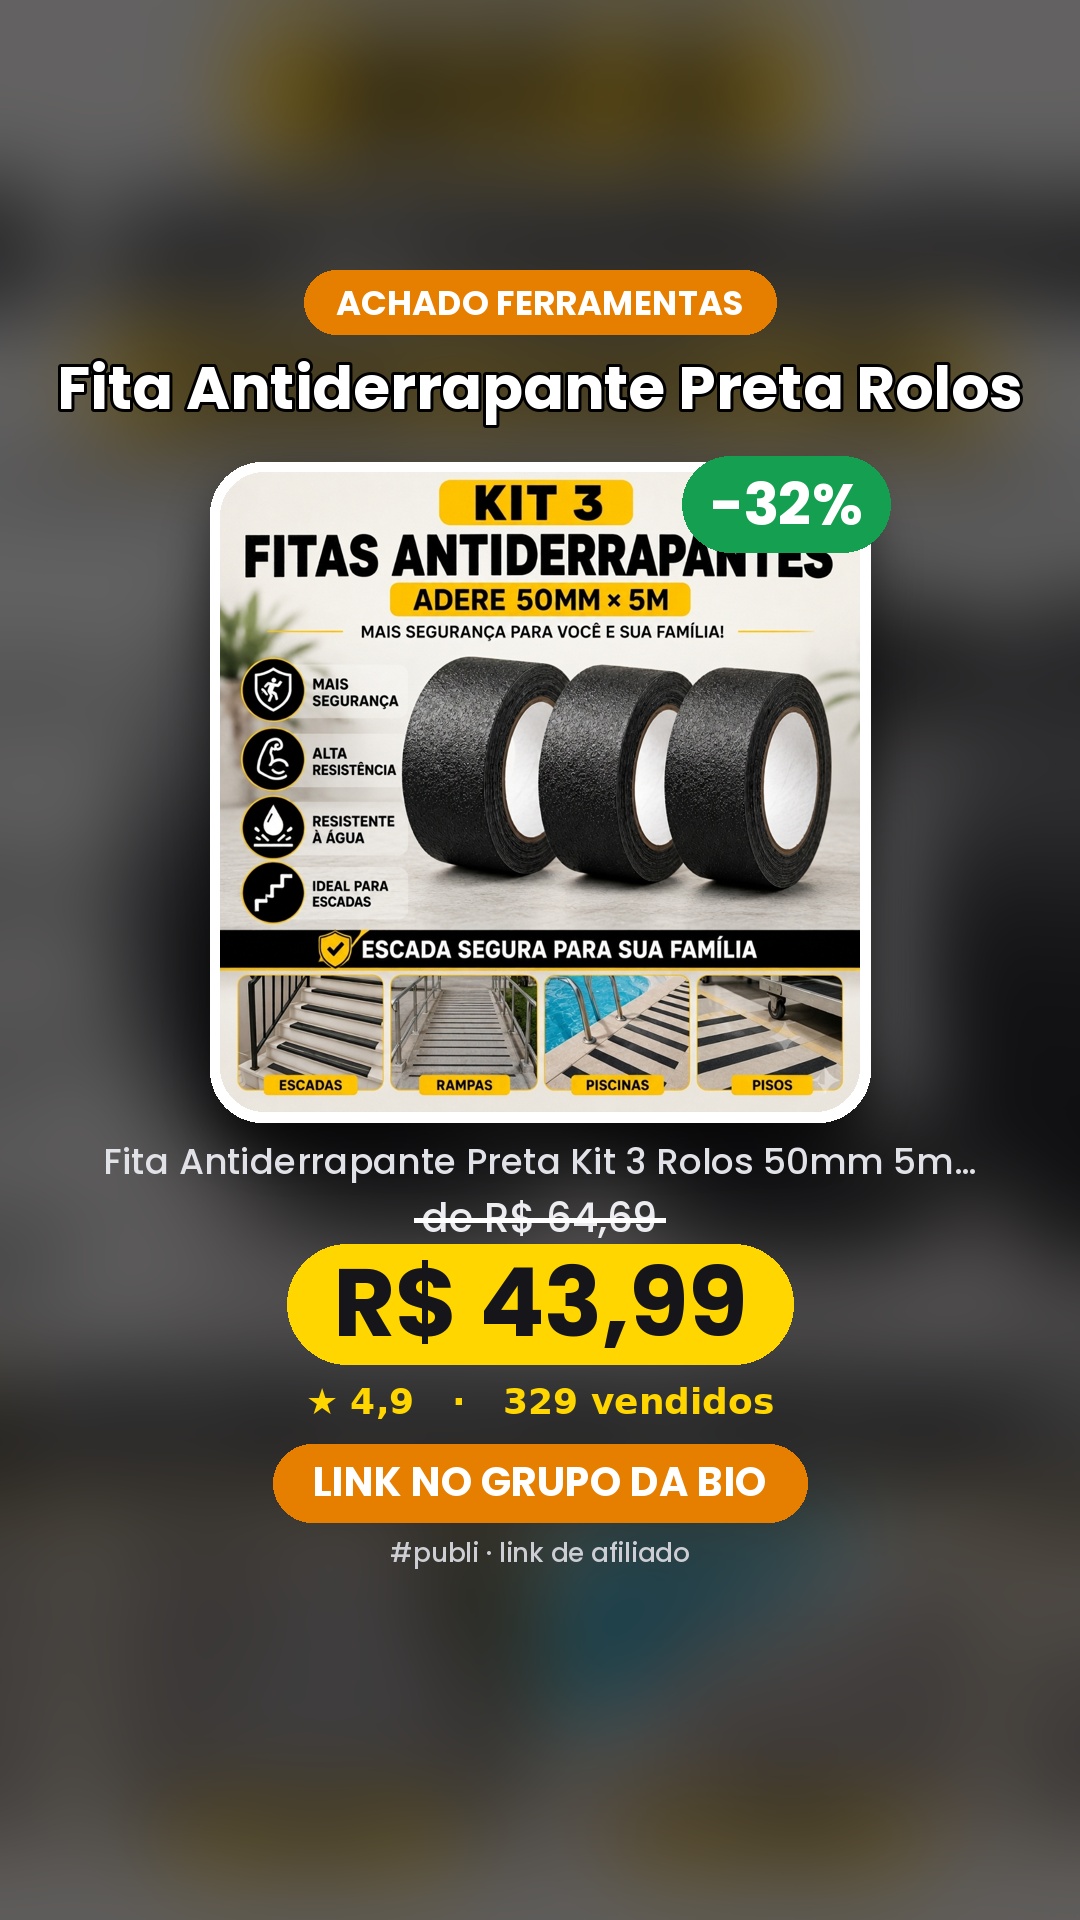 ACHADO FERRAMENTAS
Fita Antiderrapante Preta Rolos
-32%
KIT 3
FITAS ANTIDERRAPANTES
ADERE 50MM × 5M
MAIS SEGURANÇA PARA VOCÊ E SUA FAMÍLIA!
MAIS
SEGURANÇA
ALTA
RESISTÊNCIA
RESISTENTE
À ÁGUA
IDEAL PARA
ESCADAS
ESCADA SEGURA PARA SUA FAMÍLIA
ESCADAS
RAMPAS
PISCINAS
PISOS
Fita Antiderrapante Preta Kit 3 Rolos 50mm 5m...
de R$ 64,69
R$ 43,99
★ 4,9 · 329 vendidos
LINK NO GRUPO DA BIO
#publi · link de afiliado